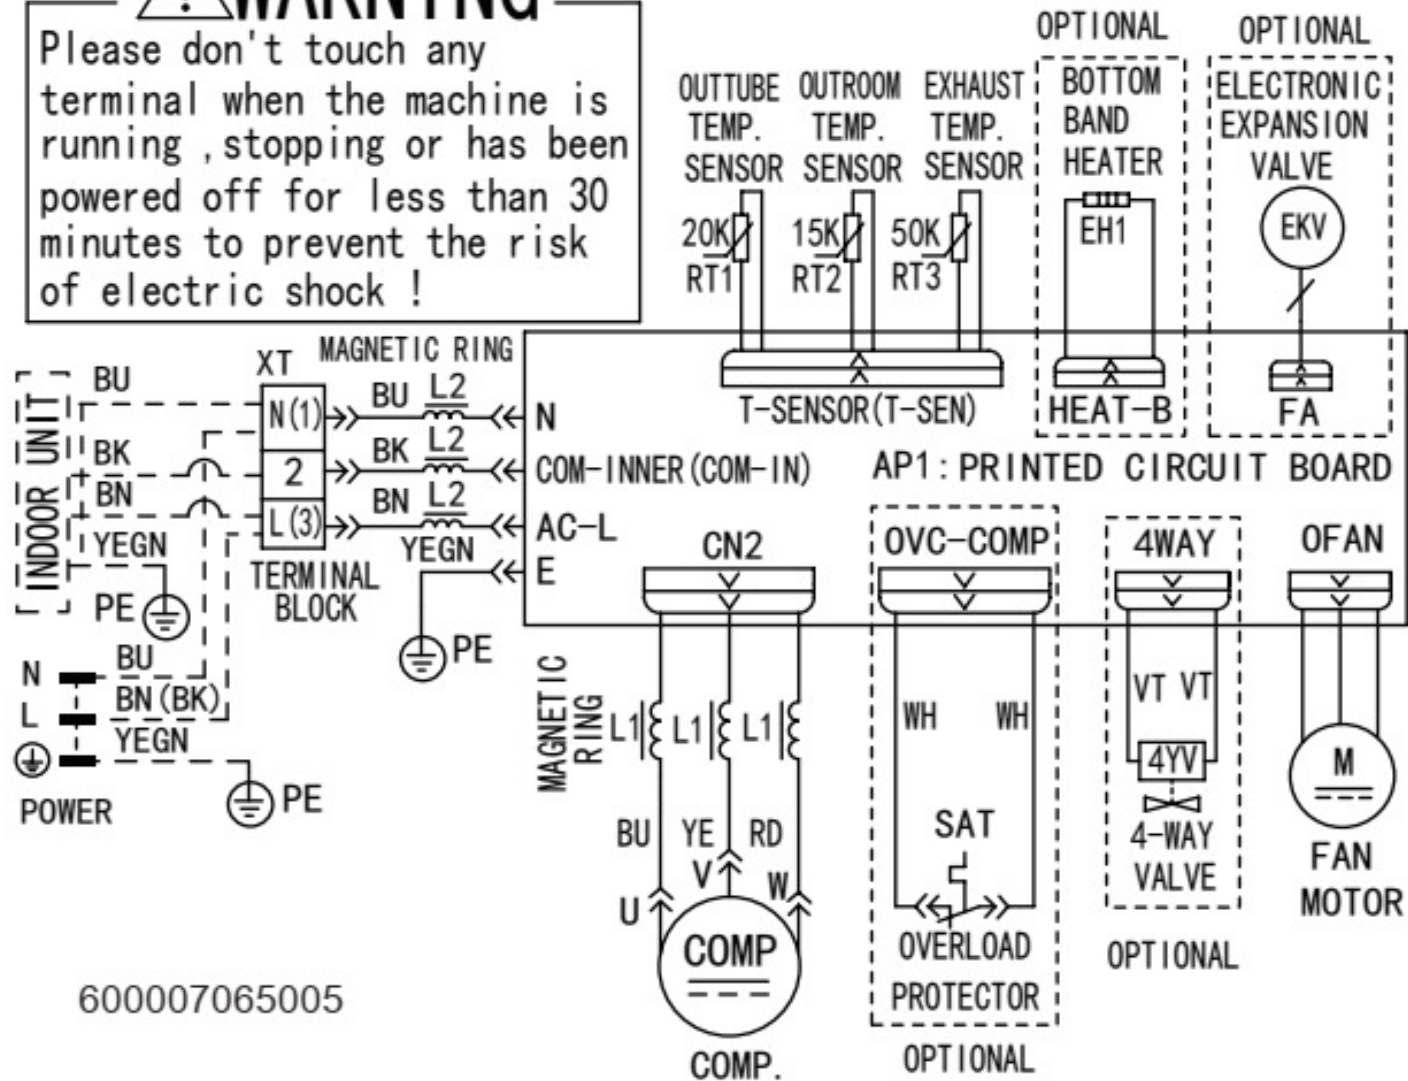 WARNING
Please don't touch any
terminal when the machine is
running ,stopping or has been
powered off for less than 30
minutes to prevent the risk
of electric shock !
OPTIONAL
OPTIONAL
OUTTUBE
TEMP.
SENSOR
OUTROOM
TEMP.
SENSOR
EXHAUST
TEMP.
SENSOR
BOTTOM
BAND
HEATER
ELECTRONIC
EXPANSION
VALVE
20K
RT1
15K
RT2
50K
RT3
EH1
EKV
T-SENSOR(T-SEN)
HEAT-B
FA
INDOOR UNIT
BU
BK
BN
YEGN
PE
XT
N(1)
2
L(3)
TERMINAL
BLOCK
MAGNETIC RING
BU
L2
BK
L2
BN
L2
YEGN
PE
N
COM-INNER(COM-IN)
AC-L
E
AP1:PRINTED CIRCUIT BOARD
CN2
OVC-COMP
4WAY
OFAN
N
L
BU
BN(BK)
YEGN
PE
POWER
MAGNETIC
RING
L1
L1
L1
BU
YE
RD
U
V
W
COMP
COMP.
WH
WH
SAT
OVERLOAD
PROTECTOR
OPTIONAL
VT
VT
4YV
4-WAY
VALVE
OPTIONAL
M
FAN
MOTOR
600007065005